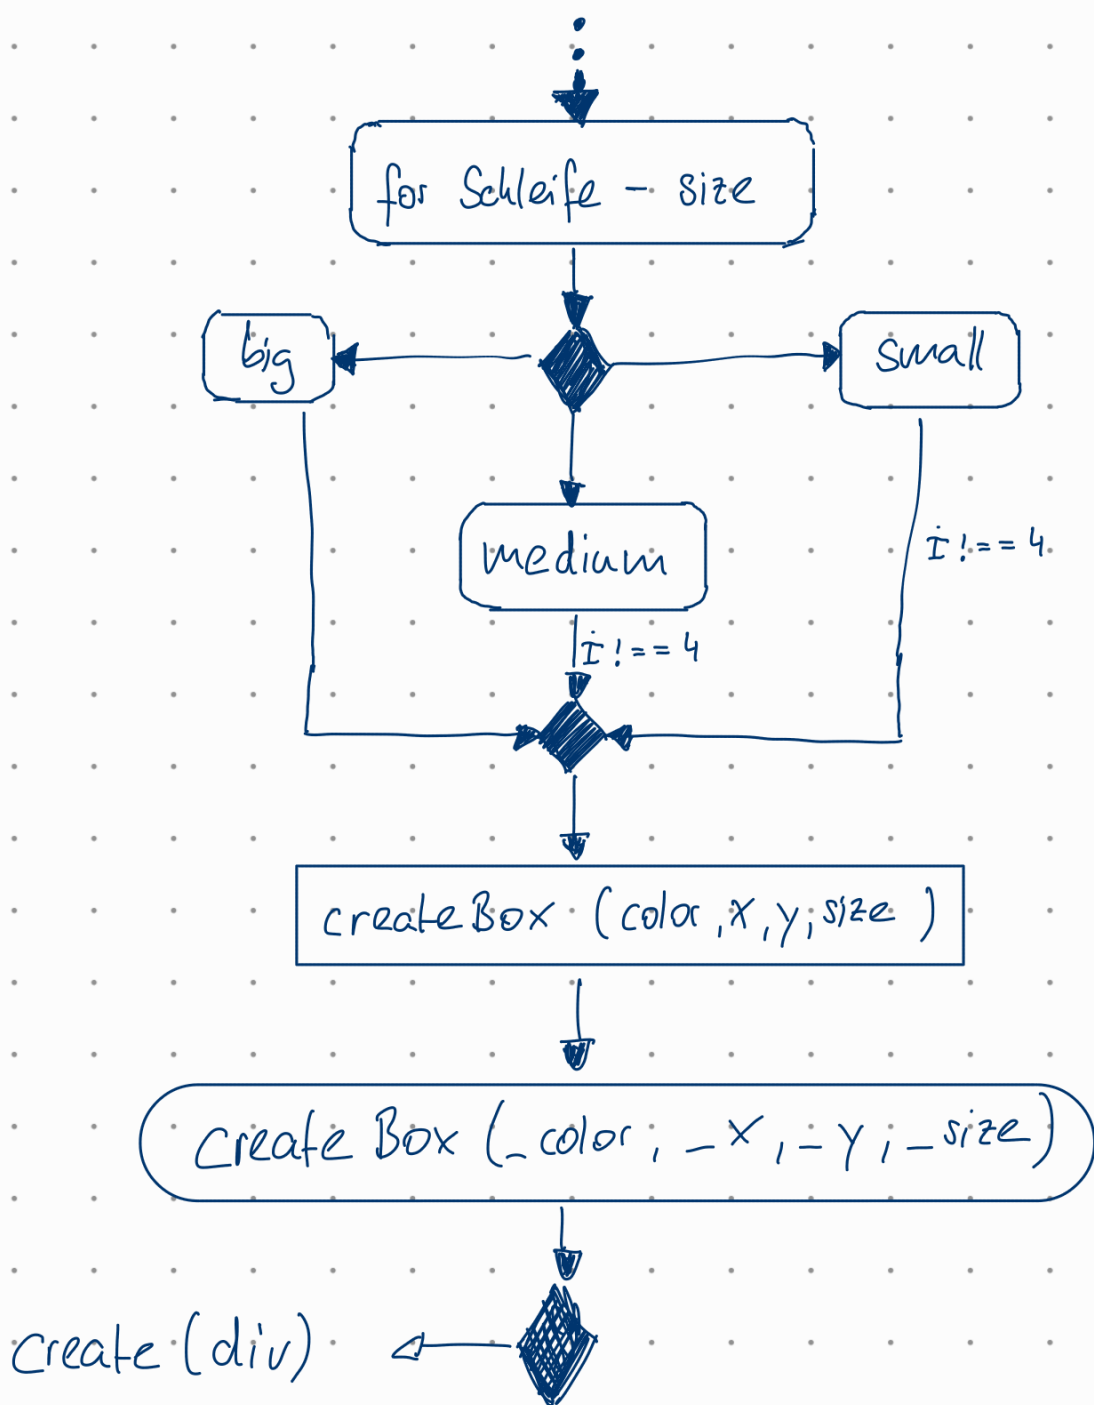 for Schleife - size
big
small
medium
i !== 4
i !== 4
createBox (color, x, y, size)
create Box (_color, _x, _y, _size)
create (div)